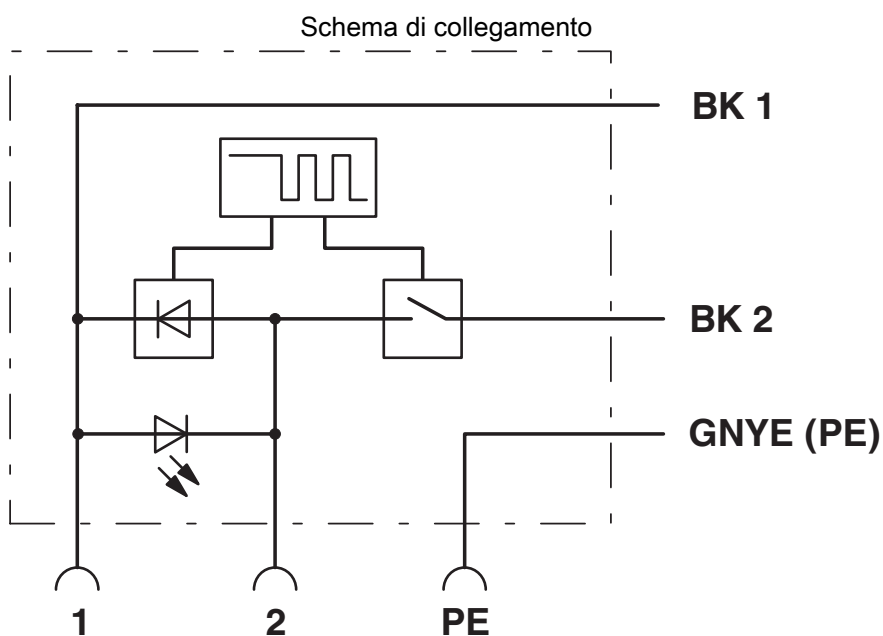 Schema di collegamento
BK 1
BK 2
GNYE (PE)
1 2 PE